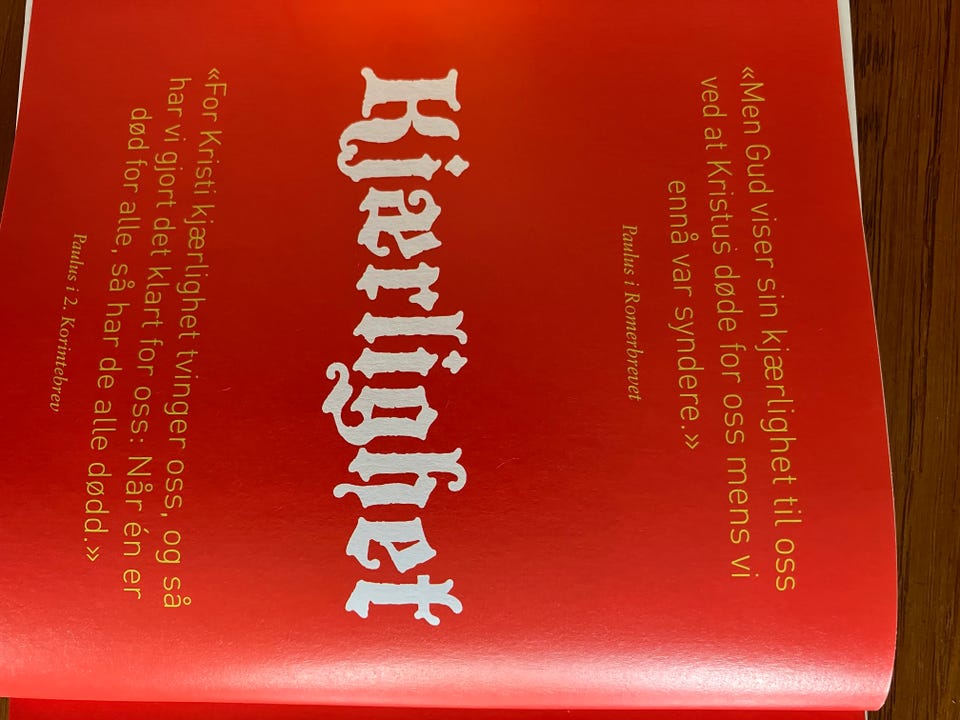 «Men Gud viser sin kjærlighet til oss
ved at Kristus døde for oss mens vi
ennå var syndere.»
Paulus i Romerbrevet
Kjærlighet
«For Kristi kjærlighet tvinger oss, og så
har vi gjort det klart for oss: Når én er
død for alle, så har de alle dødd.»
Paulus i 2. Korintebrev